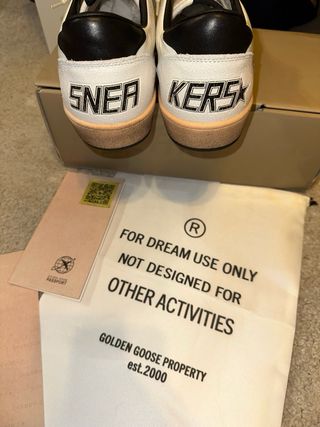 SNEA KERS
®
FOR DREAM USE ONLY
NOT DESIGNED FOR
OTHER ACTIVITIES
GOLDEN GOOSE PROPERTY
est.2000
PASSPORT